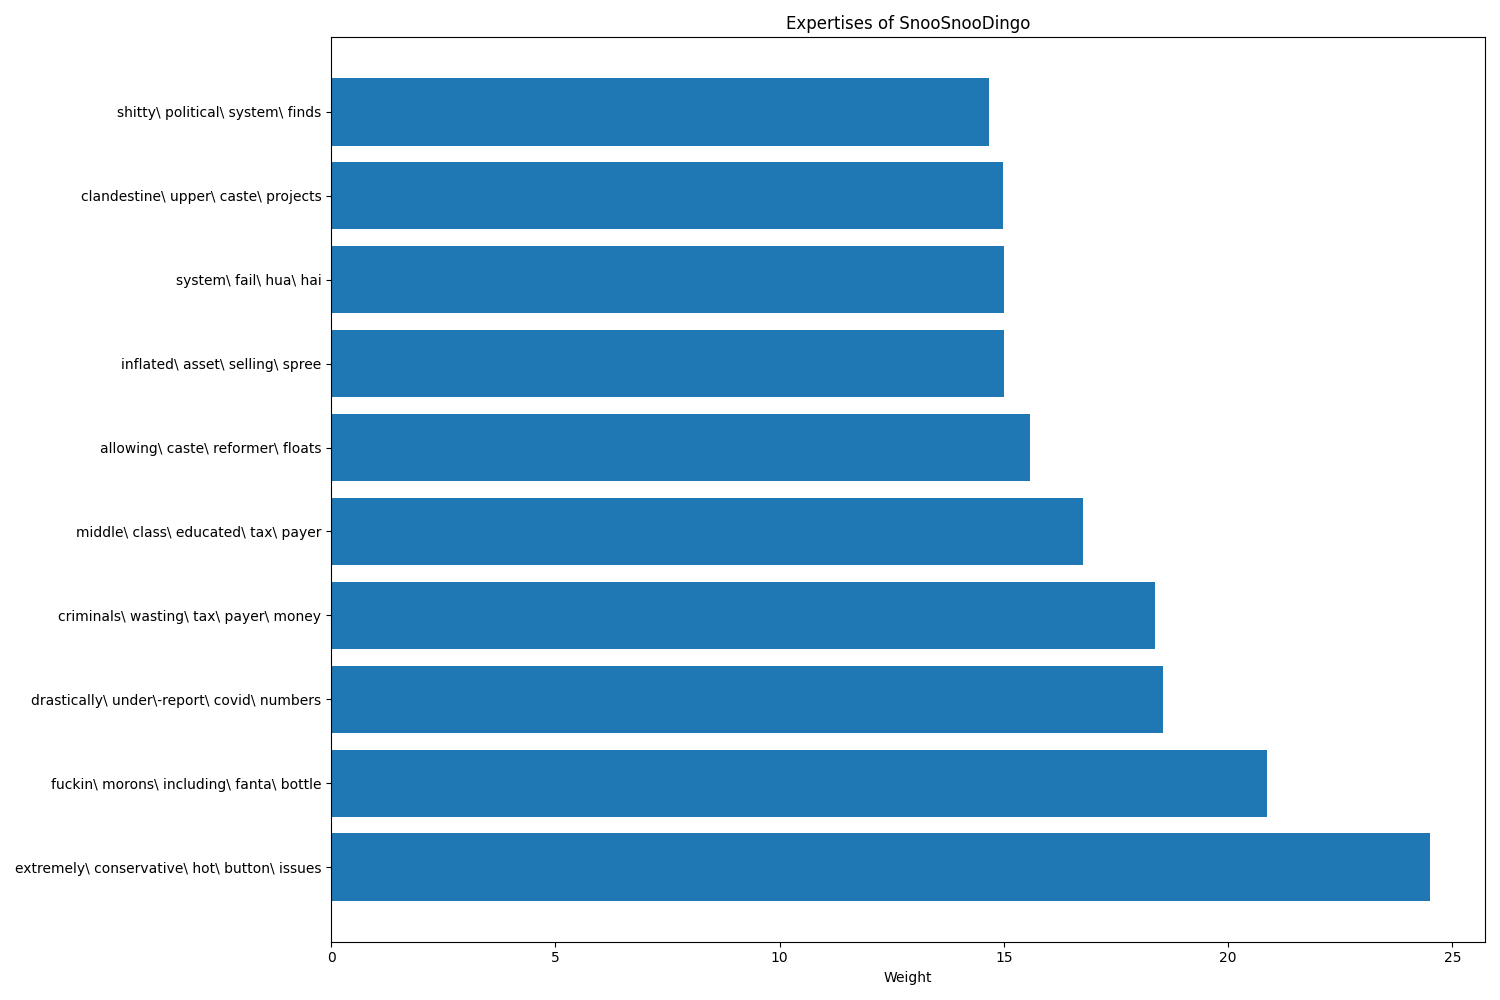 Expertises of SnooSnooDingo
shitty\ political\ system\ finds
clandestine\ upper\ caste\ projects
system\ fail\ hua\ hai
inflated\ asset\ selling\ spree
allowing\ caste\ reformer\ floats
middle\ class\ educated\ tax\ payer
criminals\ wasting\ tax\ payer\ money
drastically\ under\-report\ covid\ numbers
fuckin\ morons\ including\ fanta\ bottle
extremely\ conservative\ hot\ button\ issues
0 5 10 15 20 25
Weight